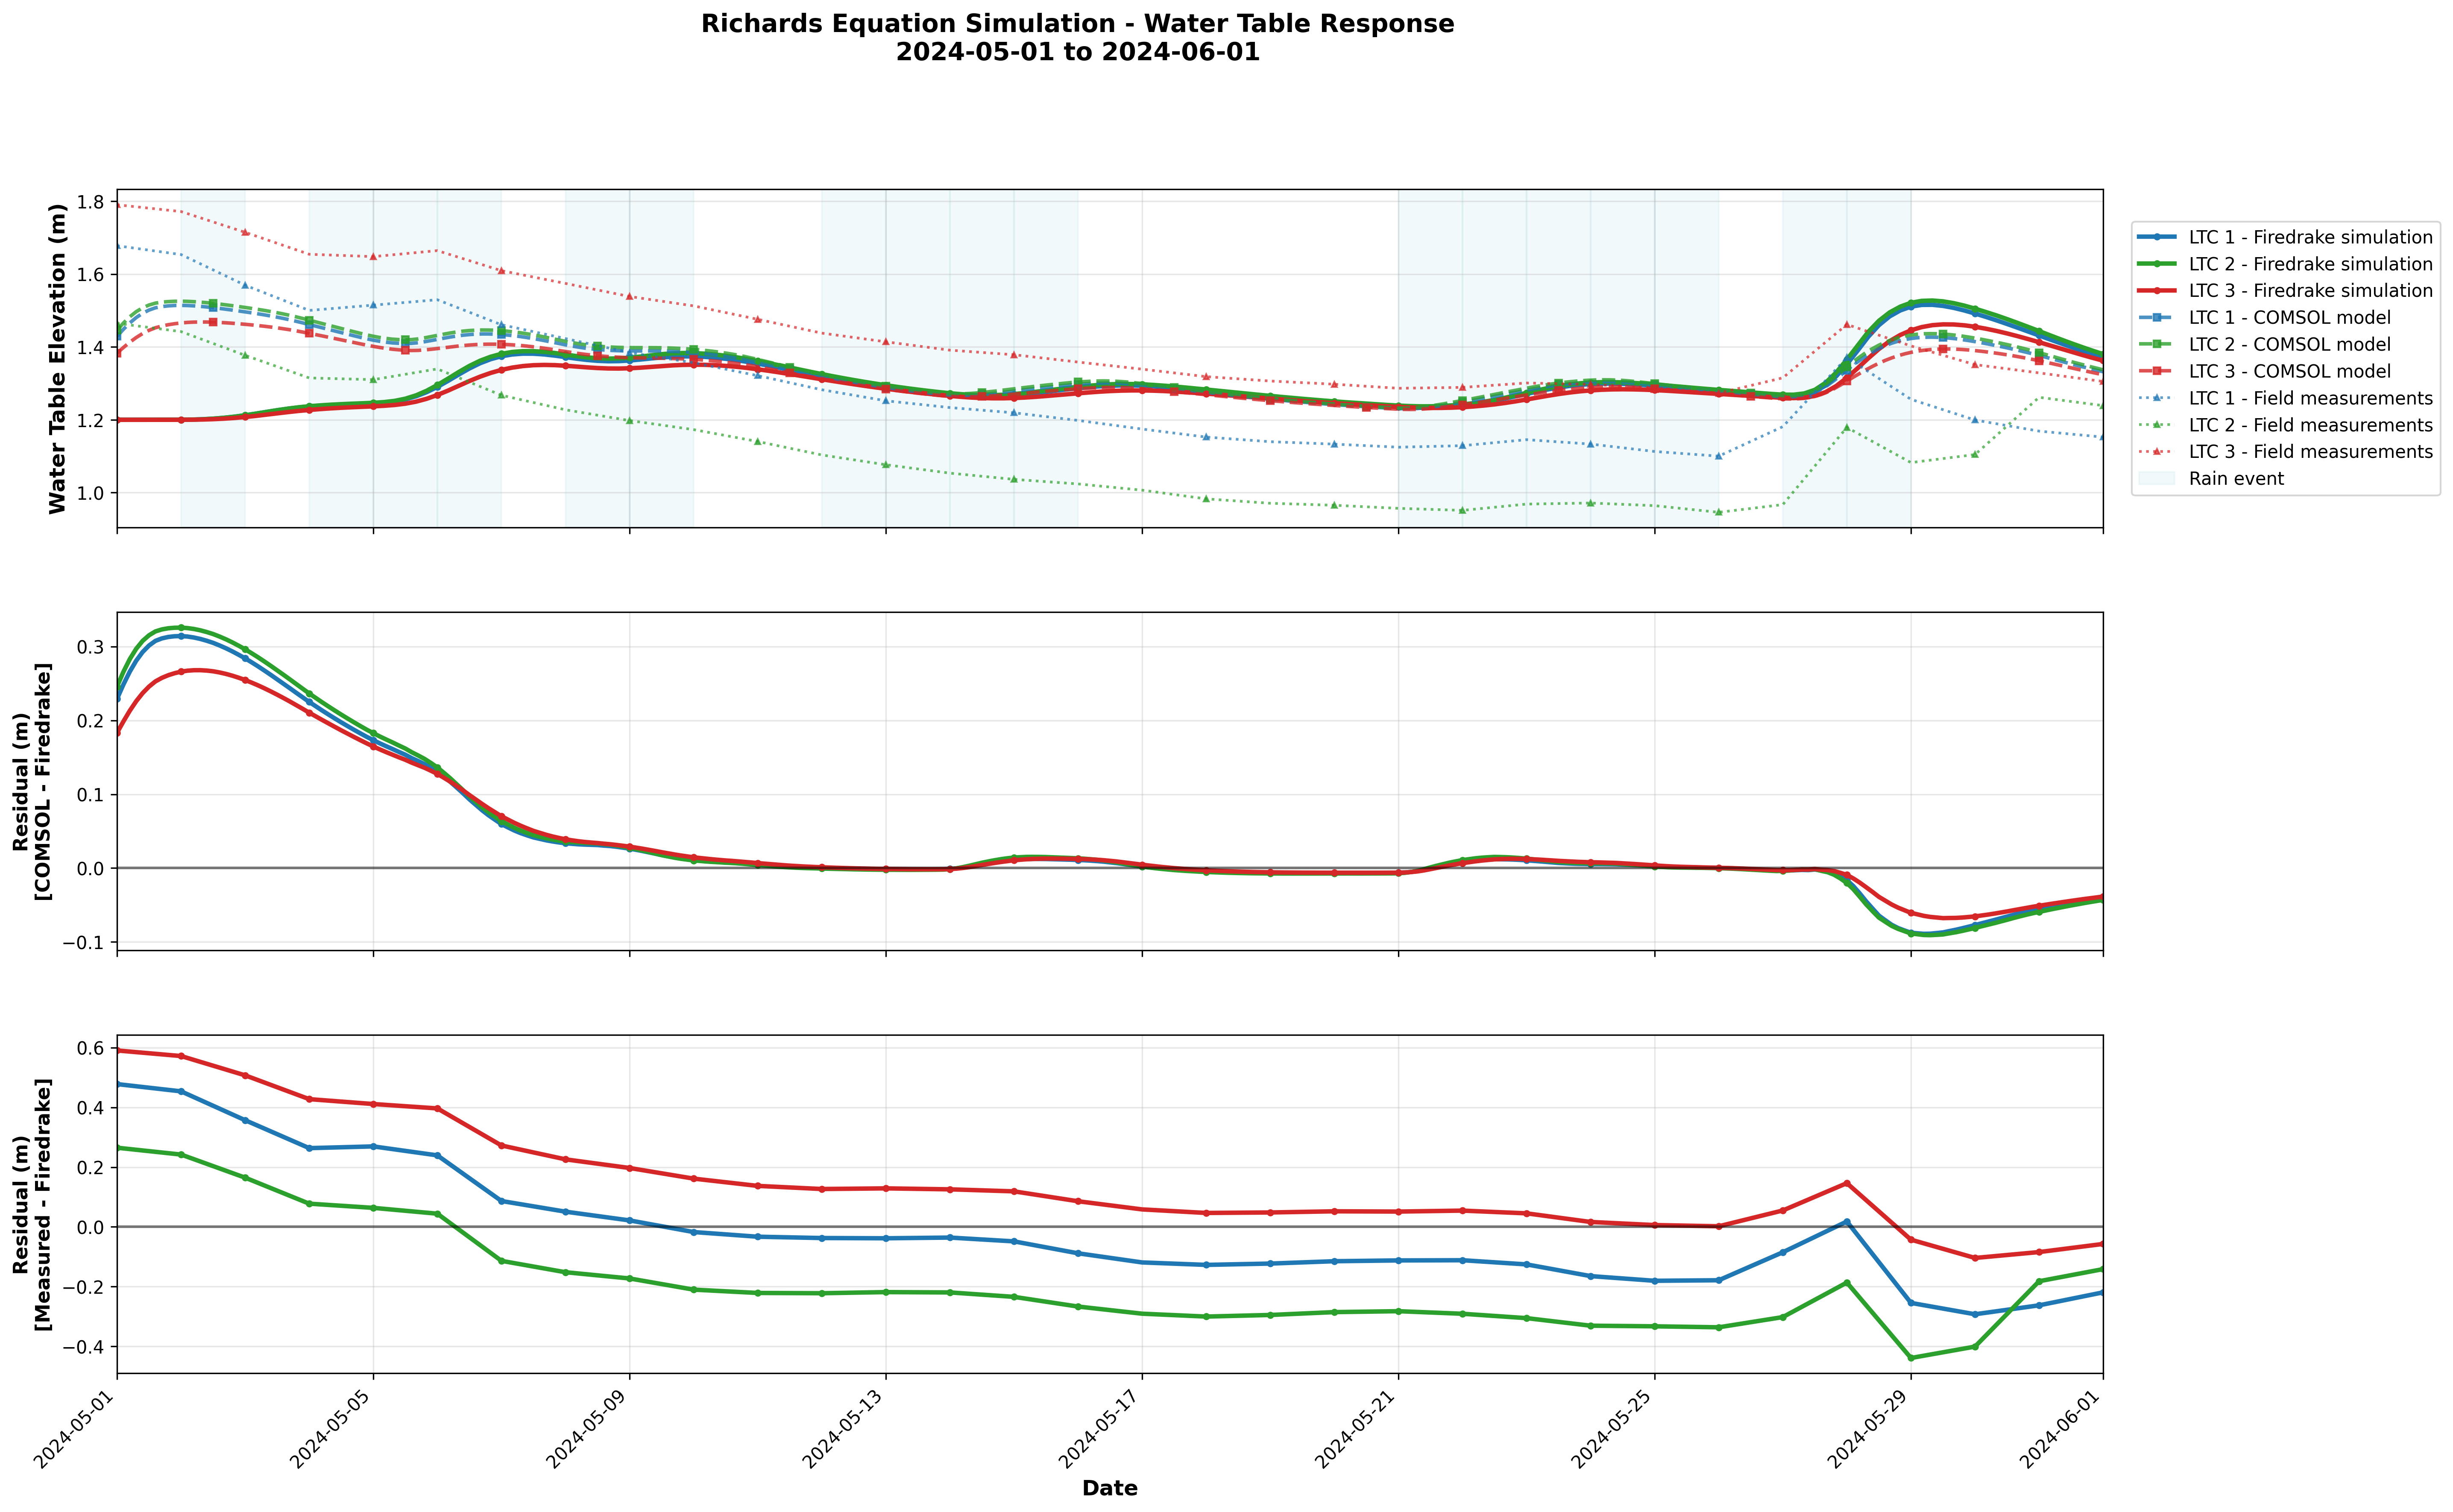 Richards Equation Simulation - Water Table Response
2024-05-01 to 2024-06-01
Water Table Elevation (m)
1.8
1.6
1.4
1.2
1.0
LTC 1 - Firedrake simulation
LTC 2 - Firedrake simulation
LTC 3 - Firedrake simulation
LTC 1 - COMSOL model
LTC 2 - COMSOL model
LTC 3 - COMSOL model
LTC 1 - Field measurements
LTC 2 - Field measurements
LTC 3 - Field measurements
Rain event
Residual (m)
[COMSOL - Firedrake]
0.3
0.2
0.1
0.0
−0.1
Residual (m)
[Measured - Firedrake]
0.6
0.4
0.2
0.0
−0.2
−0.4
2024-05-01
2024-05-05
2024-05-09
2024-05-13
2024-05-17
2024-05-21
2024-05-25
2024-05-29
2024-06-01
Date